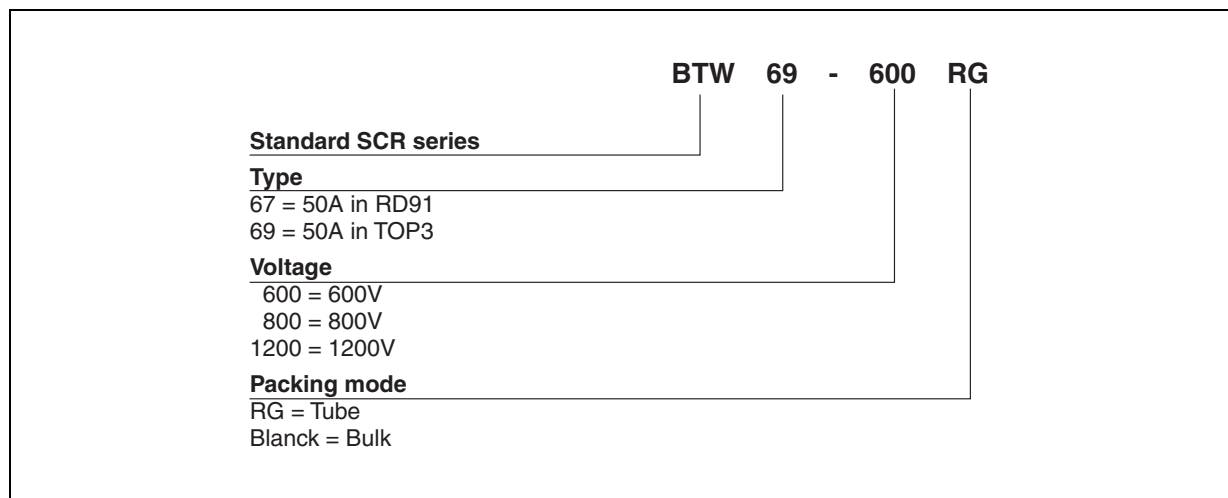 BTW 69 - 600 RG
Standard SCR series
Type
67 = 50A in RD91
69 = 50A in TOP3
Voltage
600 = 600V
800 = 800V
1200 = 1200V
Packing mode
RG = Tube
Blanck = Bulk